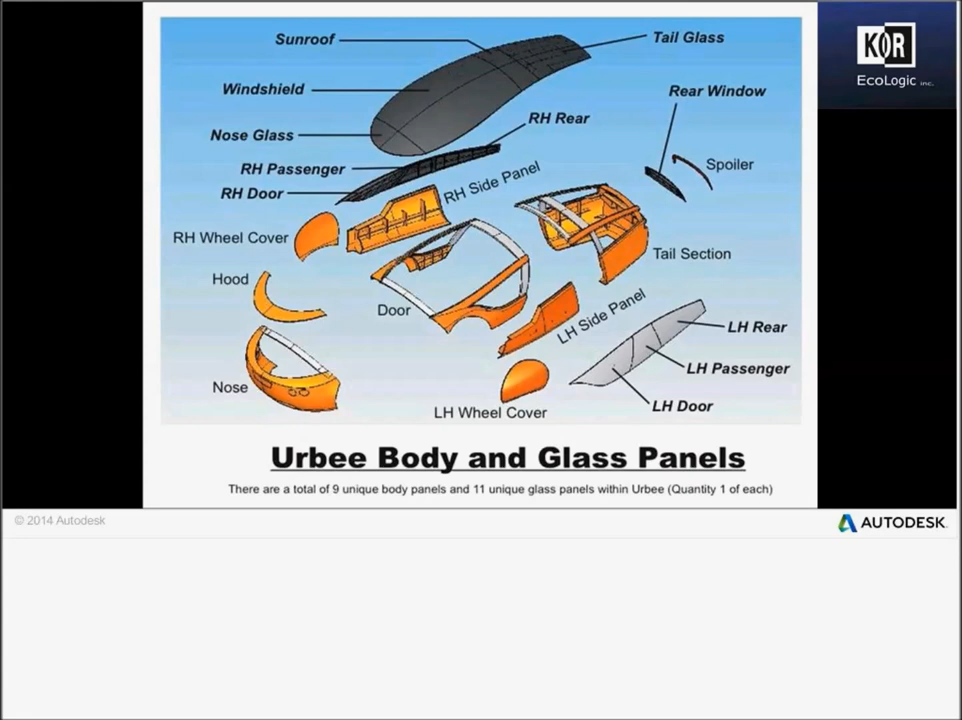 Sunroof
Tail Glass
KOR
EcoLogic inc.
Windshield
Rear Window
Nose Glass
RH Rear
RH Passenger
RH Side Panel
Spoiler
RH Door
RH Wheel Cover
Tail Section
Hood
Door
LH Side Panel
LH Rear
LH Passenger
Nose
LH Wheel Cover
LH Door
Urbee Body and Glass Panels
There are a total of 9 unique body panels and 11 unique glass panels within Urbee (Quantity 1 of each)
© 2014 Autodesk
AUTODESK